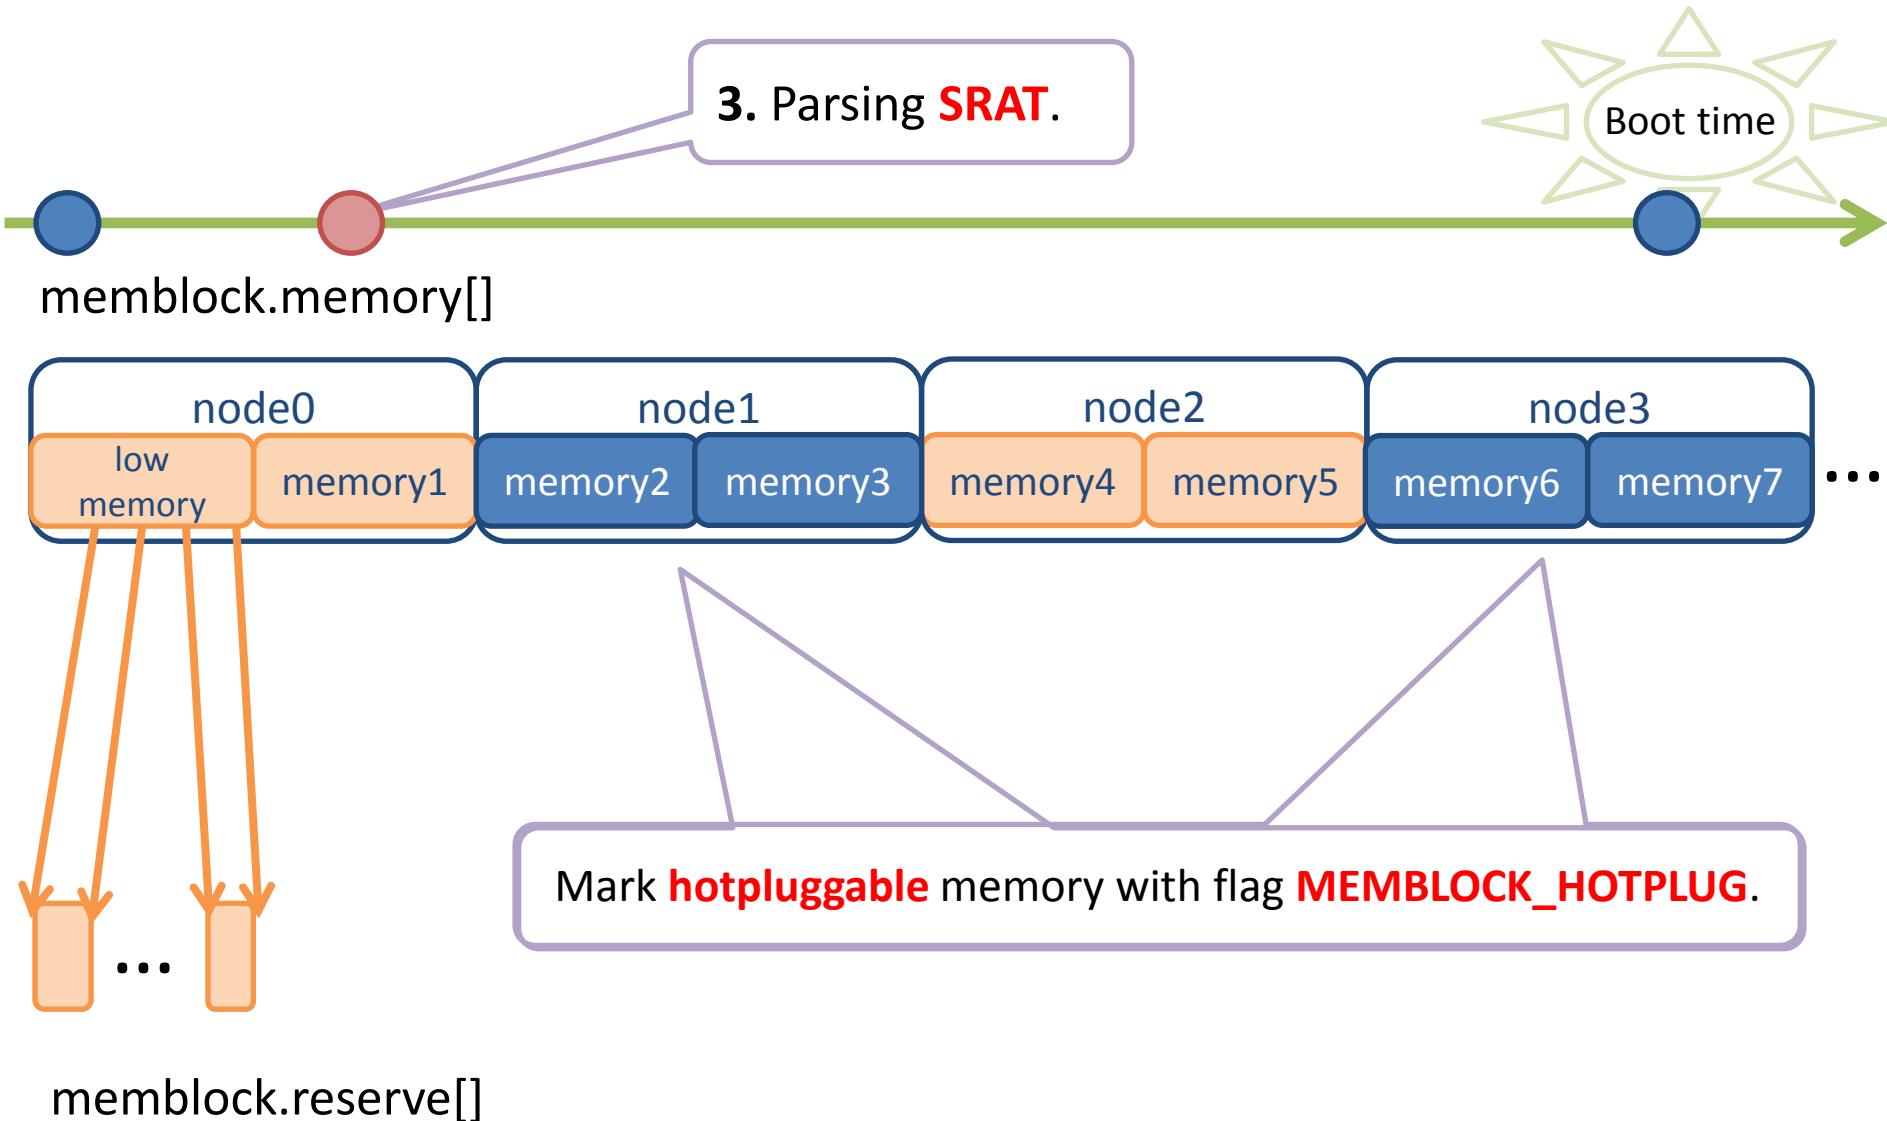 3. Parsing SRAT.
Boot time
memblock.memory[]
node0
node1
node2
node3
low
memory
memory1
memory2
memory3
memory4
memory5
memory6
memory7
...
...
Mark hotpluggable memory with flag MEMBLOCK_HOTPLUG.
memblock.reserve[]